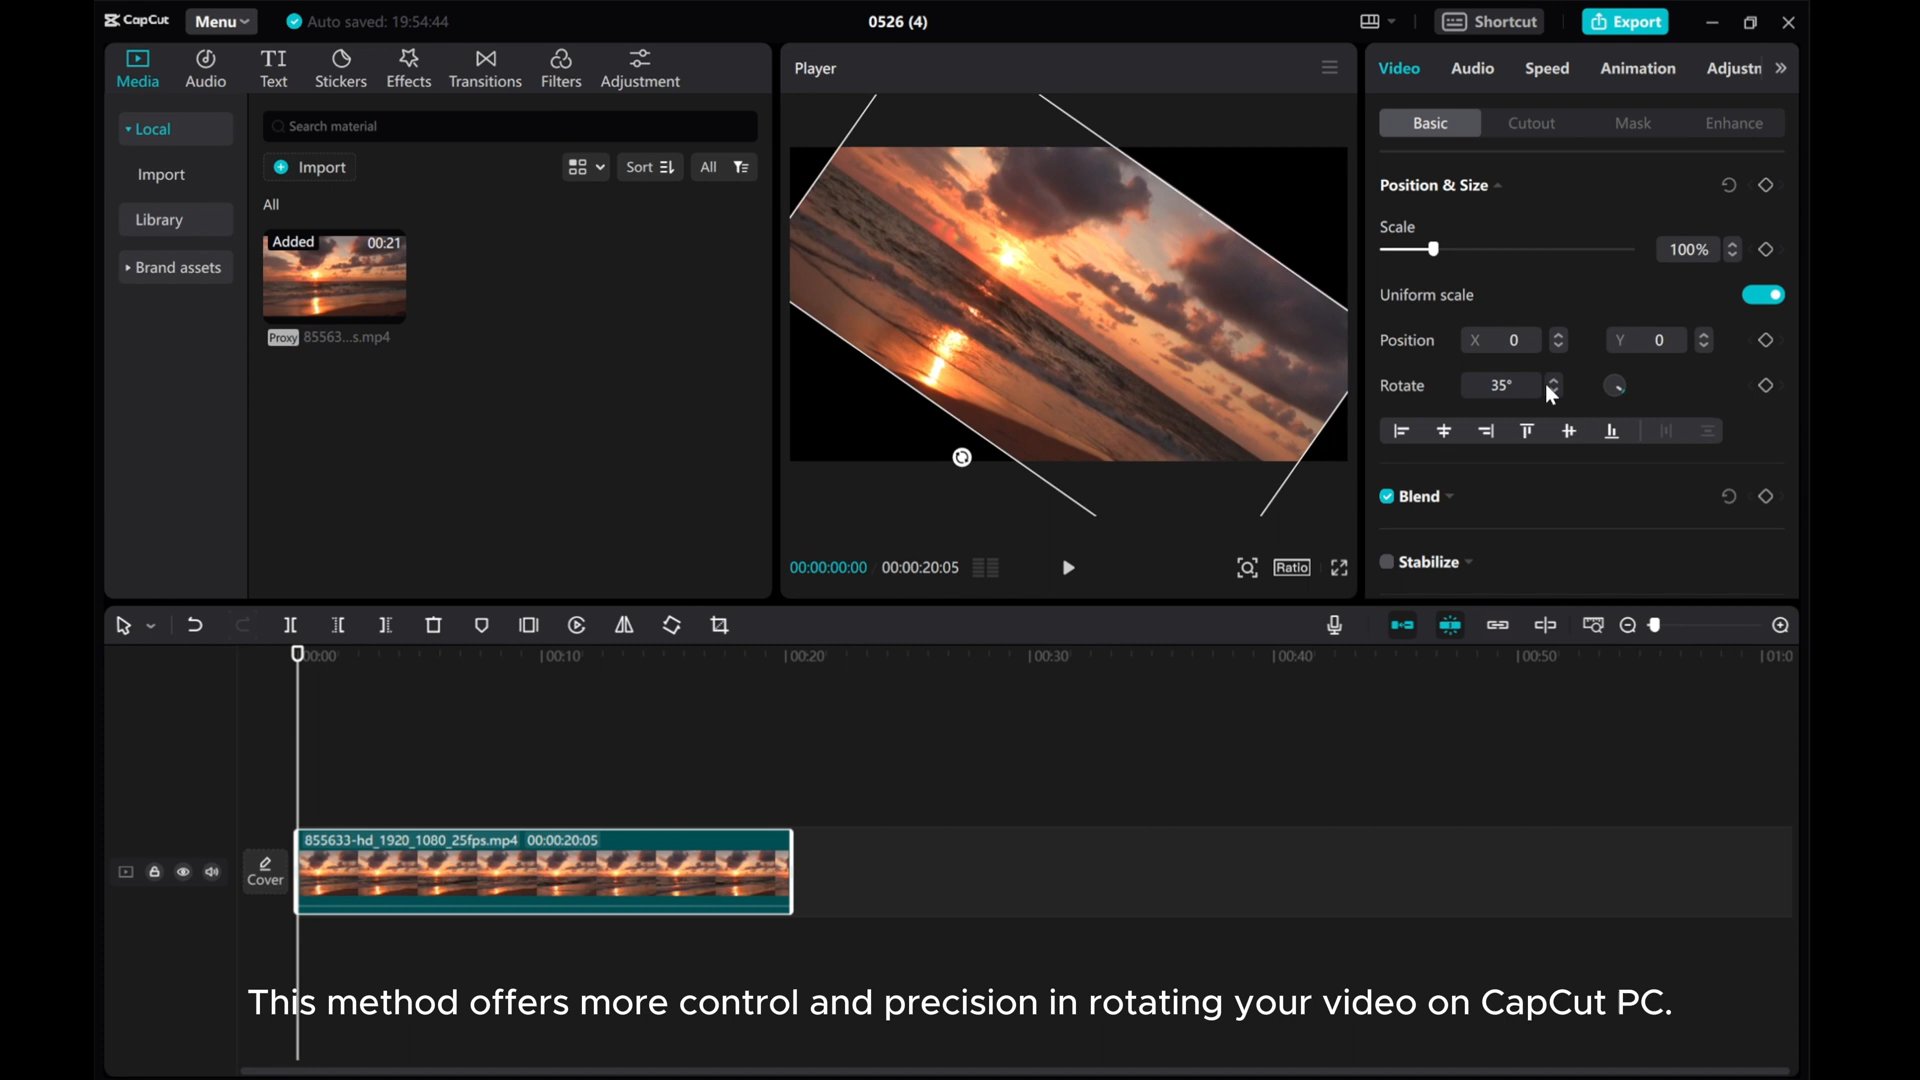 CapCut Menu Auto saved: 19:54:44 0526 (4) Shortcut Export
Media Audio Text Stickers Effects Transitions Filters Adjustment
Player
Video Audio Speed Animation Adjustn
Local
Search material
Basic Cutout Mask Enhance
Import
Import
Sort All
Position & Size
Library
All
Scale
Added 00:21
100%
Brand assets
Uniform scale
Proxy 85563...s.mp4
Position X 0 Y 0
Rotate 35°
Blend
Stabilize
00:00:00:00 00:00:20:05 Ratio
00:00 00:10 00:20 00:30 00:40 00:50 01:0
855633-hd_1920_1080_25fps.mp4 00:00:20:05
Cover
This method offers more control and precision in rotating your video on CapCut PC.